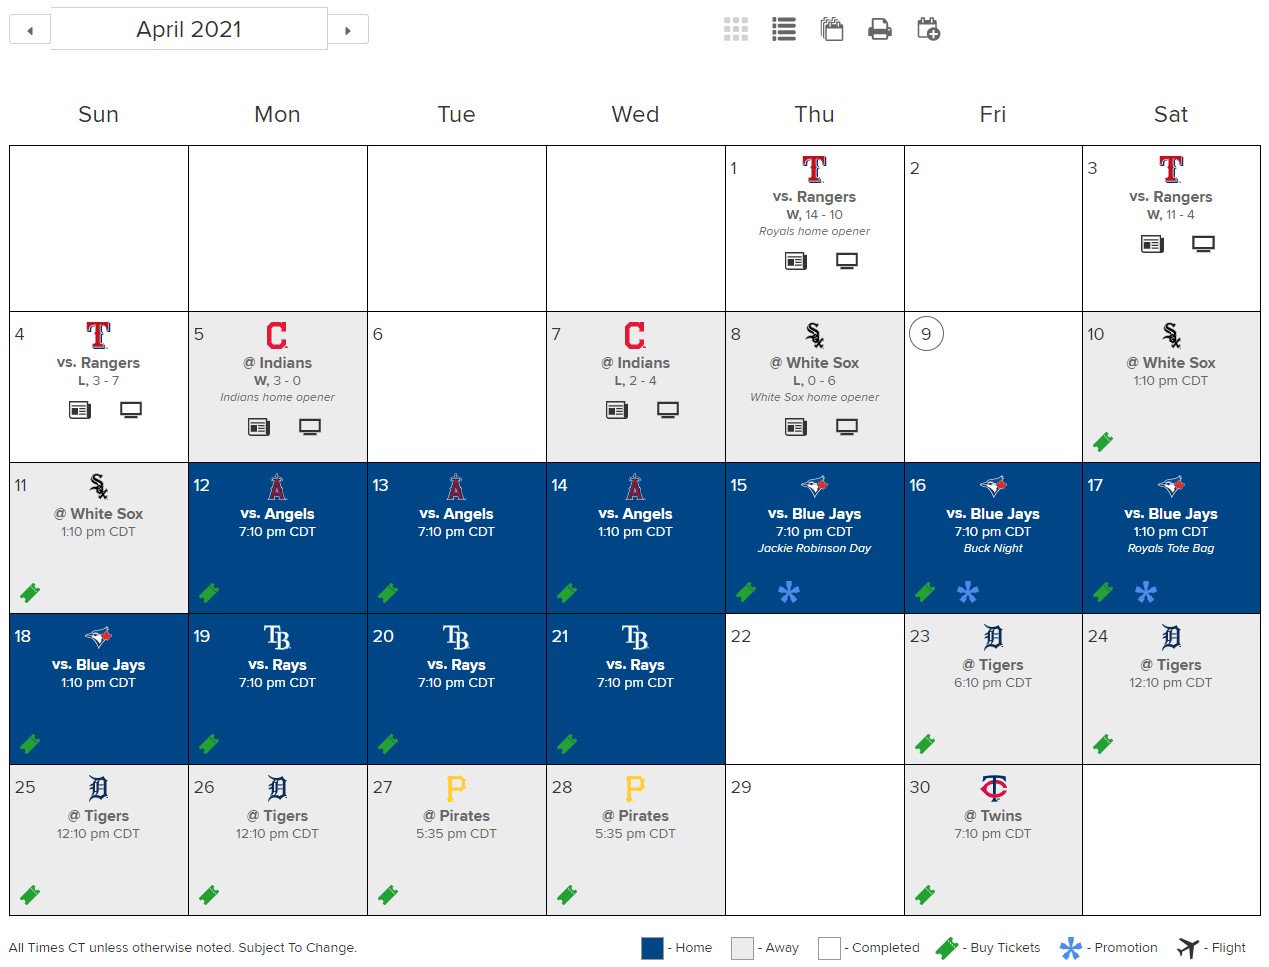 April 2021
Sun Mon Tue Wed Thu Fri Sat
1
vs. Rangers
W, 14 - 10
Royals home opener
2
3
vs. Rangers
W, 11 - 4
4
vs. Rangers
L, 3 - 7
5
@ Indians
W, 3 - 0
Indians home opener
6
7
@ Indians
L, 2 - 4
8
@ White Sox
L, 0 - 6
White Sox home opener
9
10
@ White Sox
1:10 pm CDT
11
@ White Sox
1:10 pm CDT
12
vs. Angels
7:10 pm CDT
13
vs. Angels
7:10 pm CDT
14
vs. Angels
1:10 pm CDT
15
vs. Blue Jays
7:10 pm CDT
Jackie Robinson Day
16
vs. Blue Jays
7:10 pm CDT
Buck Night
17
vs. Blue Jays
1:10 pm CDT
Royals Tote Bag
18
vs. Blue Jays
1:10 pm CDT
19
vs. Rays
7:10 pm CDT
20
vs. Rays
7:10 pm CDT
21
vs. Rays
7:10 pm CDT
22
23
@ Tigers
6:10 pm CDT
24
@ Tigers
12:10 pm CDT
25
@ Tigers
12:10 pm CDT
26
@ Tigers
12:10 pm CDT
27
@ Pirates
5:35 pm CDT
28
@ Pirates
5:35 pm CDT
29
30
@ Twins
7:10 pm CDT
All Times CT unless otherwise noted. Subject To Change.
- Home - Away - Completed - Buy Tickets - Promotion - Flight